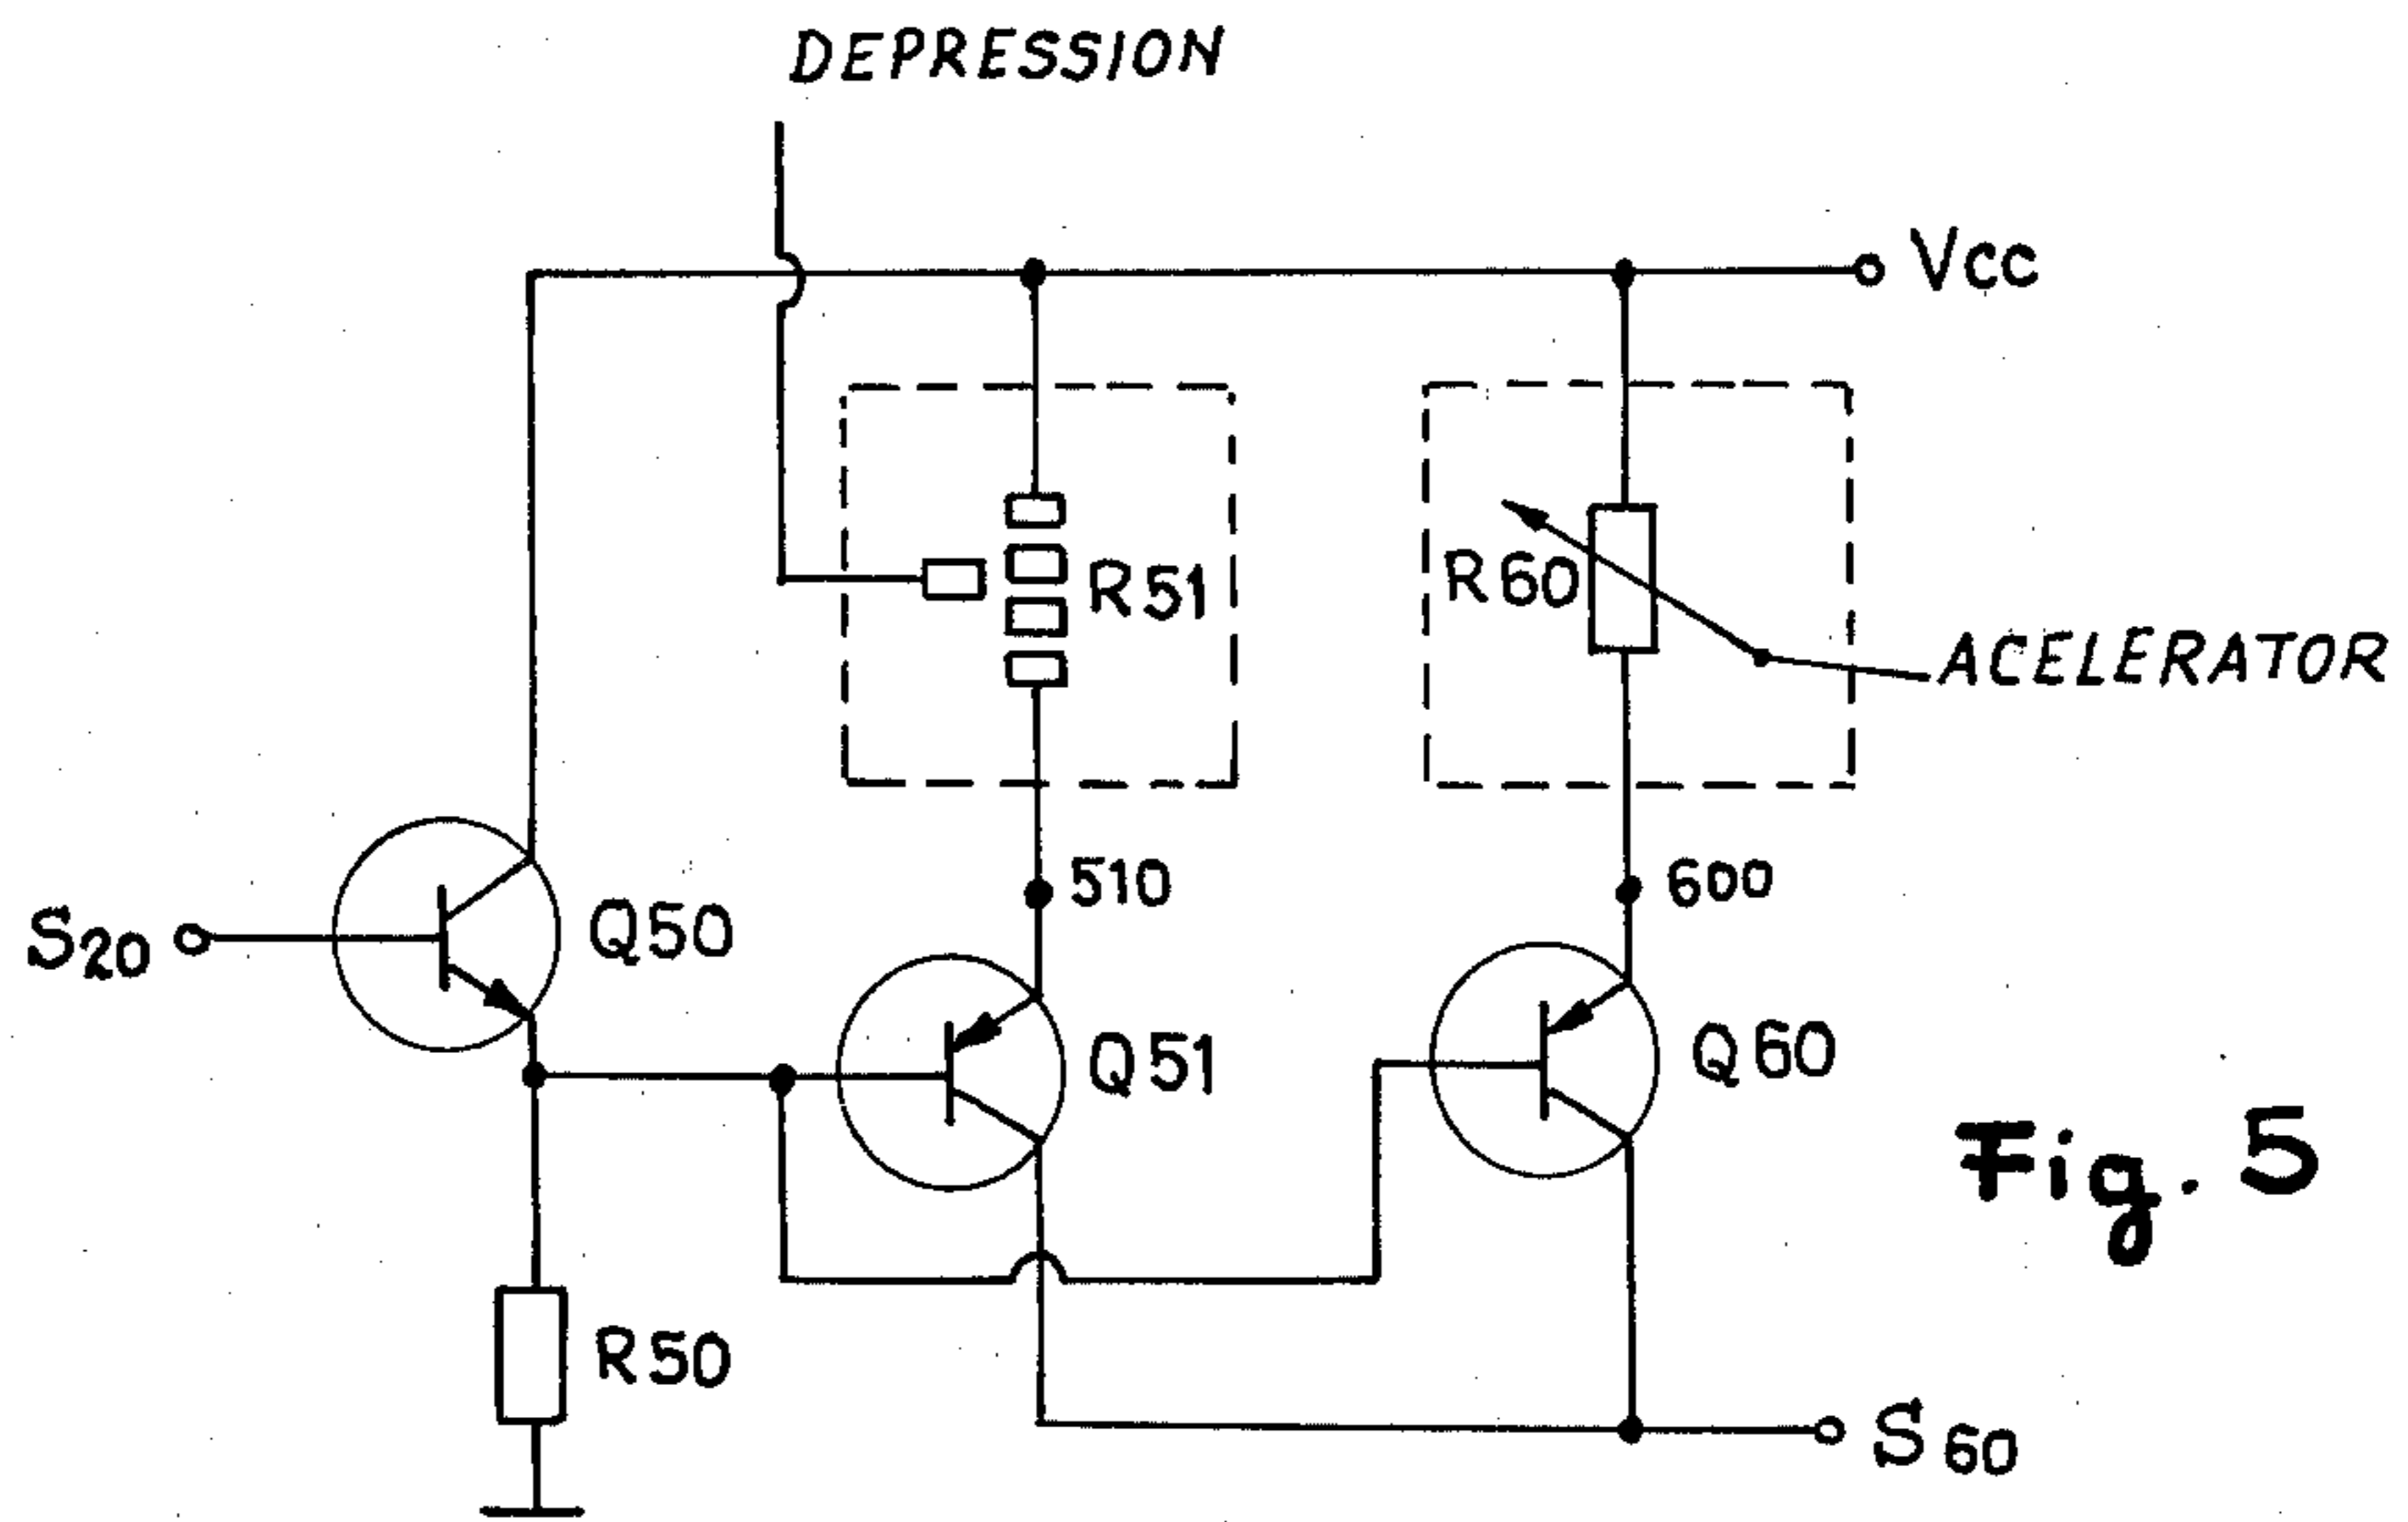 DEPRESSION
Vcc
R51
R60
ACELERATOR
510
600
S20
Q50
Q51
Q60
Fig. 5
R50
S60